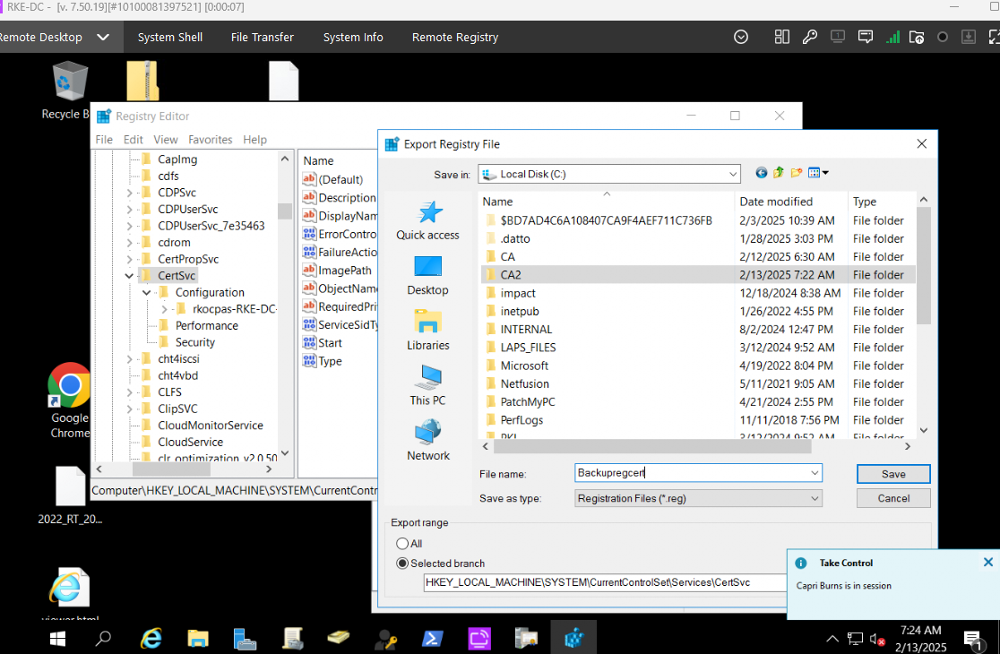 RKE-DC - [v. 7.50.19][#10100081397521] [0:00:07]
Remote Desktop System Shell File Transfer System Info Remote Registry
Recycle B
Registry Editor
File Edit View Favorites Help
CapImg
cdfs
CDPSvc
CDPUserSvc
CDPUserSvc_7e35463
cdrom
CertPropSvc
CertSvc
Configuration
rkocpas-RKE-DC-
Performance
Security
cht4iscsi
cht4vbd
CLFS
ClipSVC
CloudMonitorService
CloudService
clr_optimization_v2.0.50
Name
(Default)
Description
DisplayNam
ErrorContro
FailureActio
ImagePath
ObjectName
RequiredPri
ServiceSidTy
Start
Type
Computer\HKEY_LOCAL_MACHINE\SYSTEM\CurrentContr
Export Registry File
Save in: Local Disk (C:)
Quick access
Desktop
Libraries
This PC
Network
Name Date modified Type
$BD7AD4C6A108407CA9F4AEF711C736FB 2/3/2025 10:39 AM File folder
.datto 1/28/2025 3:03 PM File folder
CA 2/12/2025 6:30 AM File folder
CA2 2/13/2025 7:22 AM File folder
impact 12/18/2024 8:38 AM File folder
inetpub 1/26/2022 4:55 PM File folder
INTERNAL 8/2/2024 12:47 PM File folder
LAPS_FILES 3/12/2024 9:52 AM File folder
Microsoft 4/19/2022 8:04 PM File folder
Netfusion 5/11/2021 9:05 AM File folder
PatchMyPC 4/21/2024 2:55 PM File folder
PerfLogs 11/11/2018 7:56 PM File folder
PKI 3/12/2024 9:52 AM File folder
File name: Backupregcert Save
Save as type: Registration Files (*.reg) Cancel
Export range
All
Selected branch
HKEY_LOCAL_MACHINE\SYSTEM\CurrentControlSet\Services\CertSvc
Google
Chrome
2022_RT_20...
viewer.html
Take Control
Capri Burns is in session
7:24 AM
2/13/2025
1